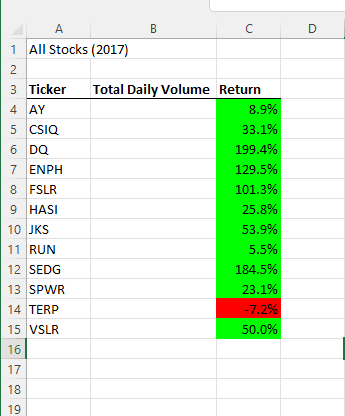 A B C D
1 All Stocks (2017)
2
3 Ticker Total Daily Volume Return
4 AY 8.9%
5 CSIQ 33.1%
6 DQ 199.4%
7 ENPH 129.5%
8 FSLR 101.3%
9 HASI 25.8%
10 JKS 53.9%
11 RUN 5.5%
12 SEDG 184.5%
13 SPWR 23.1%
14 TERP -7.2%
15 VSLR 50.0%
16
17
18
19